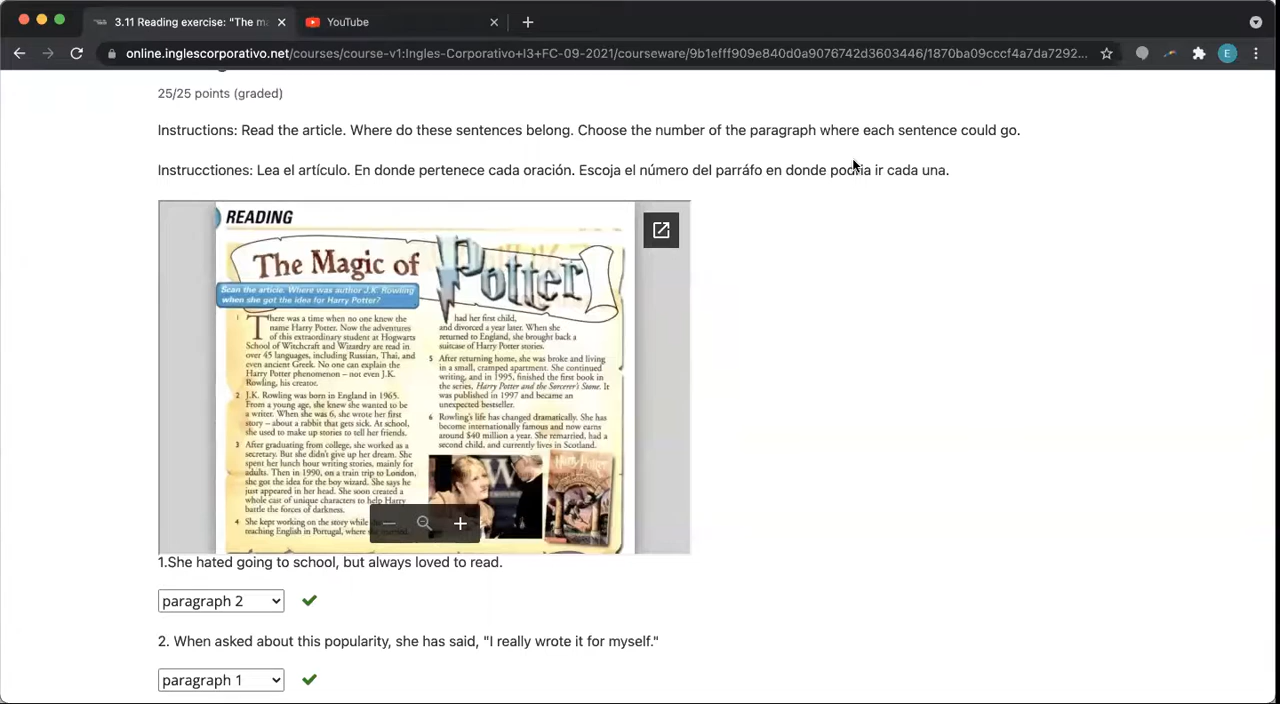 3.11 Reading exercise: "The ma
YouTube
online.inglescorporativo.net/courses/course-v1:Ingles-Corporativo+I3+FC-09-2021/courseware/9b1efff909e840d0a9076742d3603446/1870ba09cccf4a7da7292...
E
25/25 points (graded)
Instructions: Read the article. Where do these sentences belong. Choose the number of the paragraph where each sentence could go.
Instrucctiones: Lea el artículo. En donde pertenece cada oración. Escoja el número del parráfo en donde podria ir cada una.
READING
The Magic of Potter
Scan the article. Where was author J.K. Rowling
when she got the idea for Harry Potter?
1 There was a time when no one knew the
name Harry Potter. Now the adventures
of this extraordinary student at Hogwarts
School of Witchcraft and Wizardry are read in
over 45 languages, including Russian, Thai, and
even ancient Greek. No one can explain the
Harry Potter phenomenon – not even J.K.
Rowling, his creator.
2 J.K. Rowling was born in England in 1965.
From a young age, she knew she wanted to be
a writer. When she was 6, she wrote her first
story – about a rabbit that gets sick. At school,
she used to make up stories to tell her friends.
3 After graduating from college, she worked as a
secretary. But she didn't give up her dream. She
spent her lunch hour writing stories, mainly for
adults. Then in 1990, on a train trip to London,
she got the idea for the boy wizard. She says he
just appeared in her head. She soon created a
whole cast of unique characters to help Harry
battle the forces of darkness.
4 She kept working on the story while
teaching English in Portugal, where
had her first child,
and divorced a year later. When she
returned to England, she brought back a
suitcase of Harry Potter stories.
5 After returning home, she was broke and living
in a small, cramped apartment. She continued
writing, and in 1995, finished the first book in
the series, Harry Potter and the Sorcerer's Stone. It
was published in 1997 and became an
unexpected bestseller.
6 Rowling's life has changed dramatically. She has
become internationally famous and now earns
around $40 million a year. She remarried, had a
second child, and currently lives in Scotland.
1.She hated going to school, but always loved to read.
paragraph 2
2. When asked about this popularity, she has said, "I really wrote it for myself."
paragraph 1